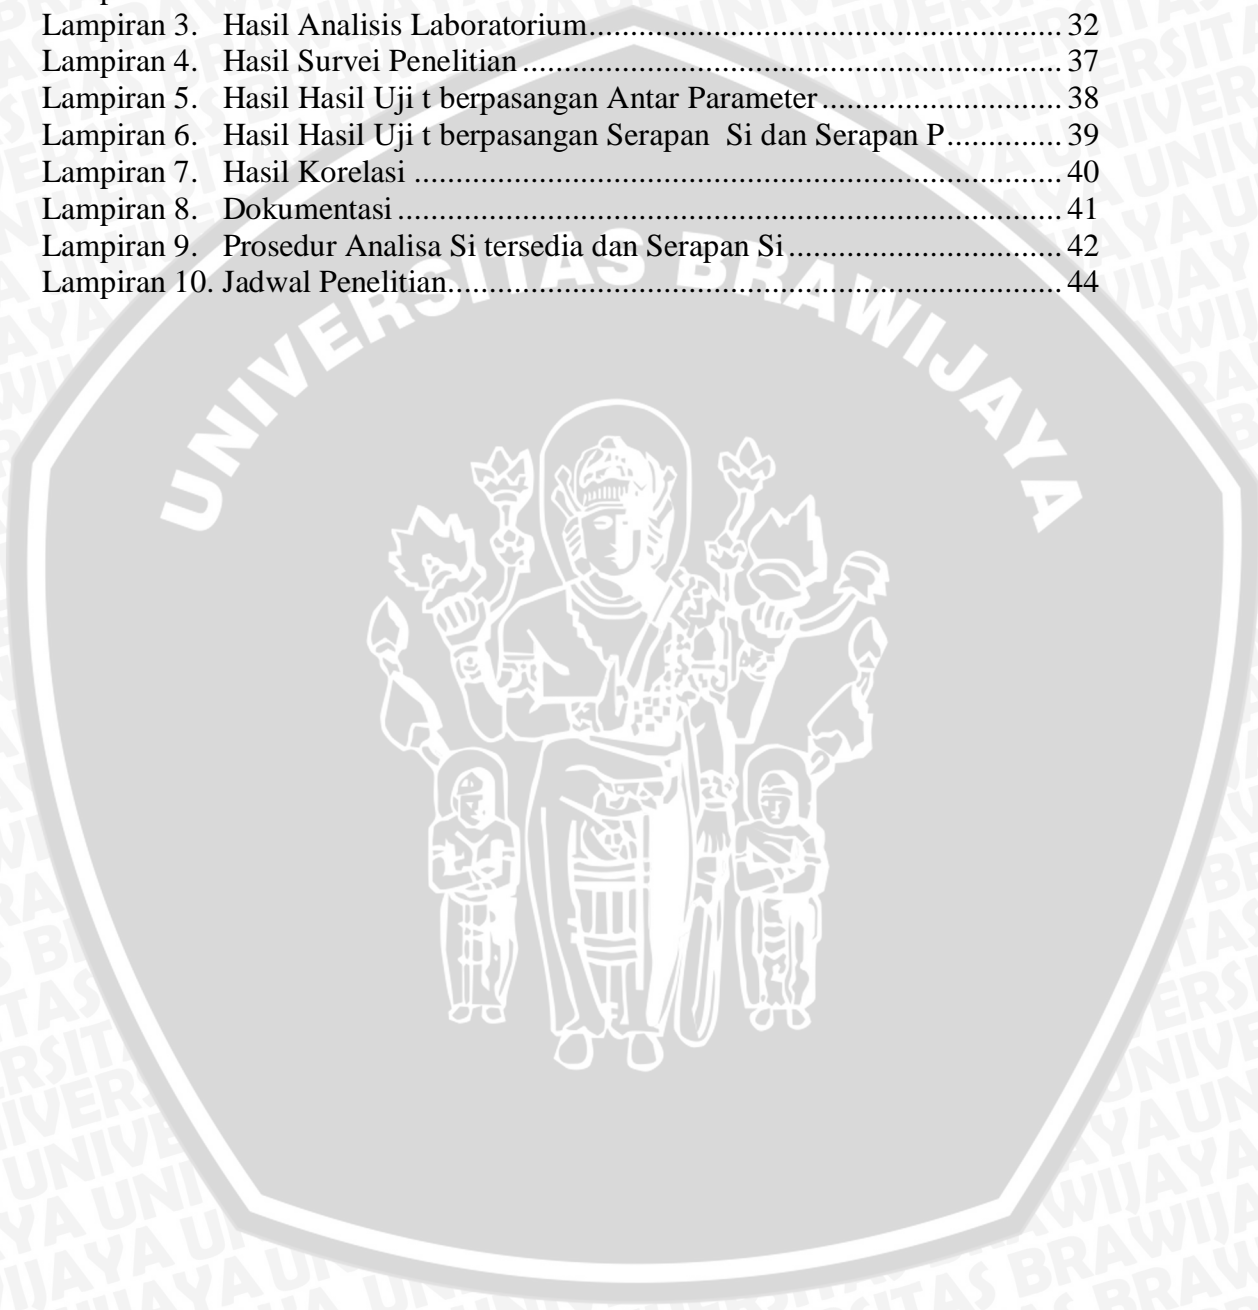 Lampiran 3. Hasil Analisis Laboratorium........................................................................ 32
Lampiran 4. Hasil Survei Penelitian .................................................................................. 37
Lampiran 5. Hasil Hasil Uji t berpasangan Antar Parameter.................................... 38
Lampiran 6. Hasil Hasil Uji t berpasangan Serapan Si dan Serapan P.............. 39
Lampiran 7. Hasil Korelasi .................................................................................................. 40
Lampiran 8. Dokumentasi .................................................................................................... 41
Lampiran 9. Prosedur Analisa Si tersedia dan Serapan Si......................................... 42
Lampiran 10. Jadwal Penelitian............................................................................................ 44
UNIVERSITAS BRAWIJAYA